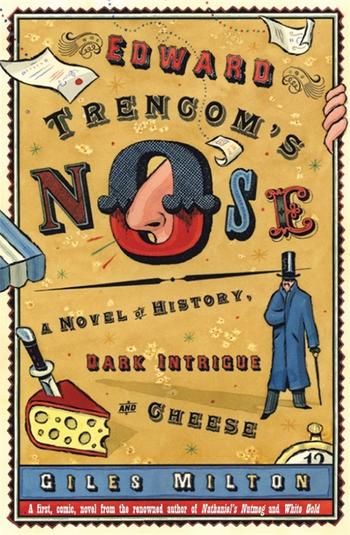 EDWARD
TRENCOM'S
NOSE
A NOVEL OF HISTORY,
DARK INTRIGUE
AND CHEESE
12
GILES MILTON
A first, comic, novel from the renowned author of Nathaniel's Nutmeg and White Gold